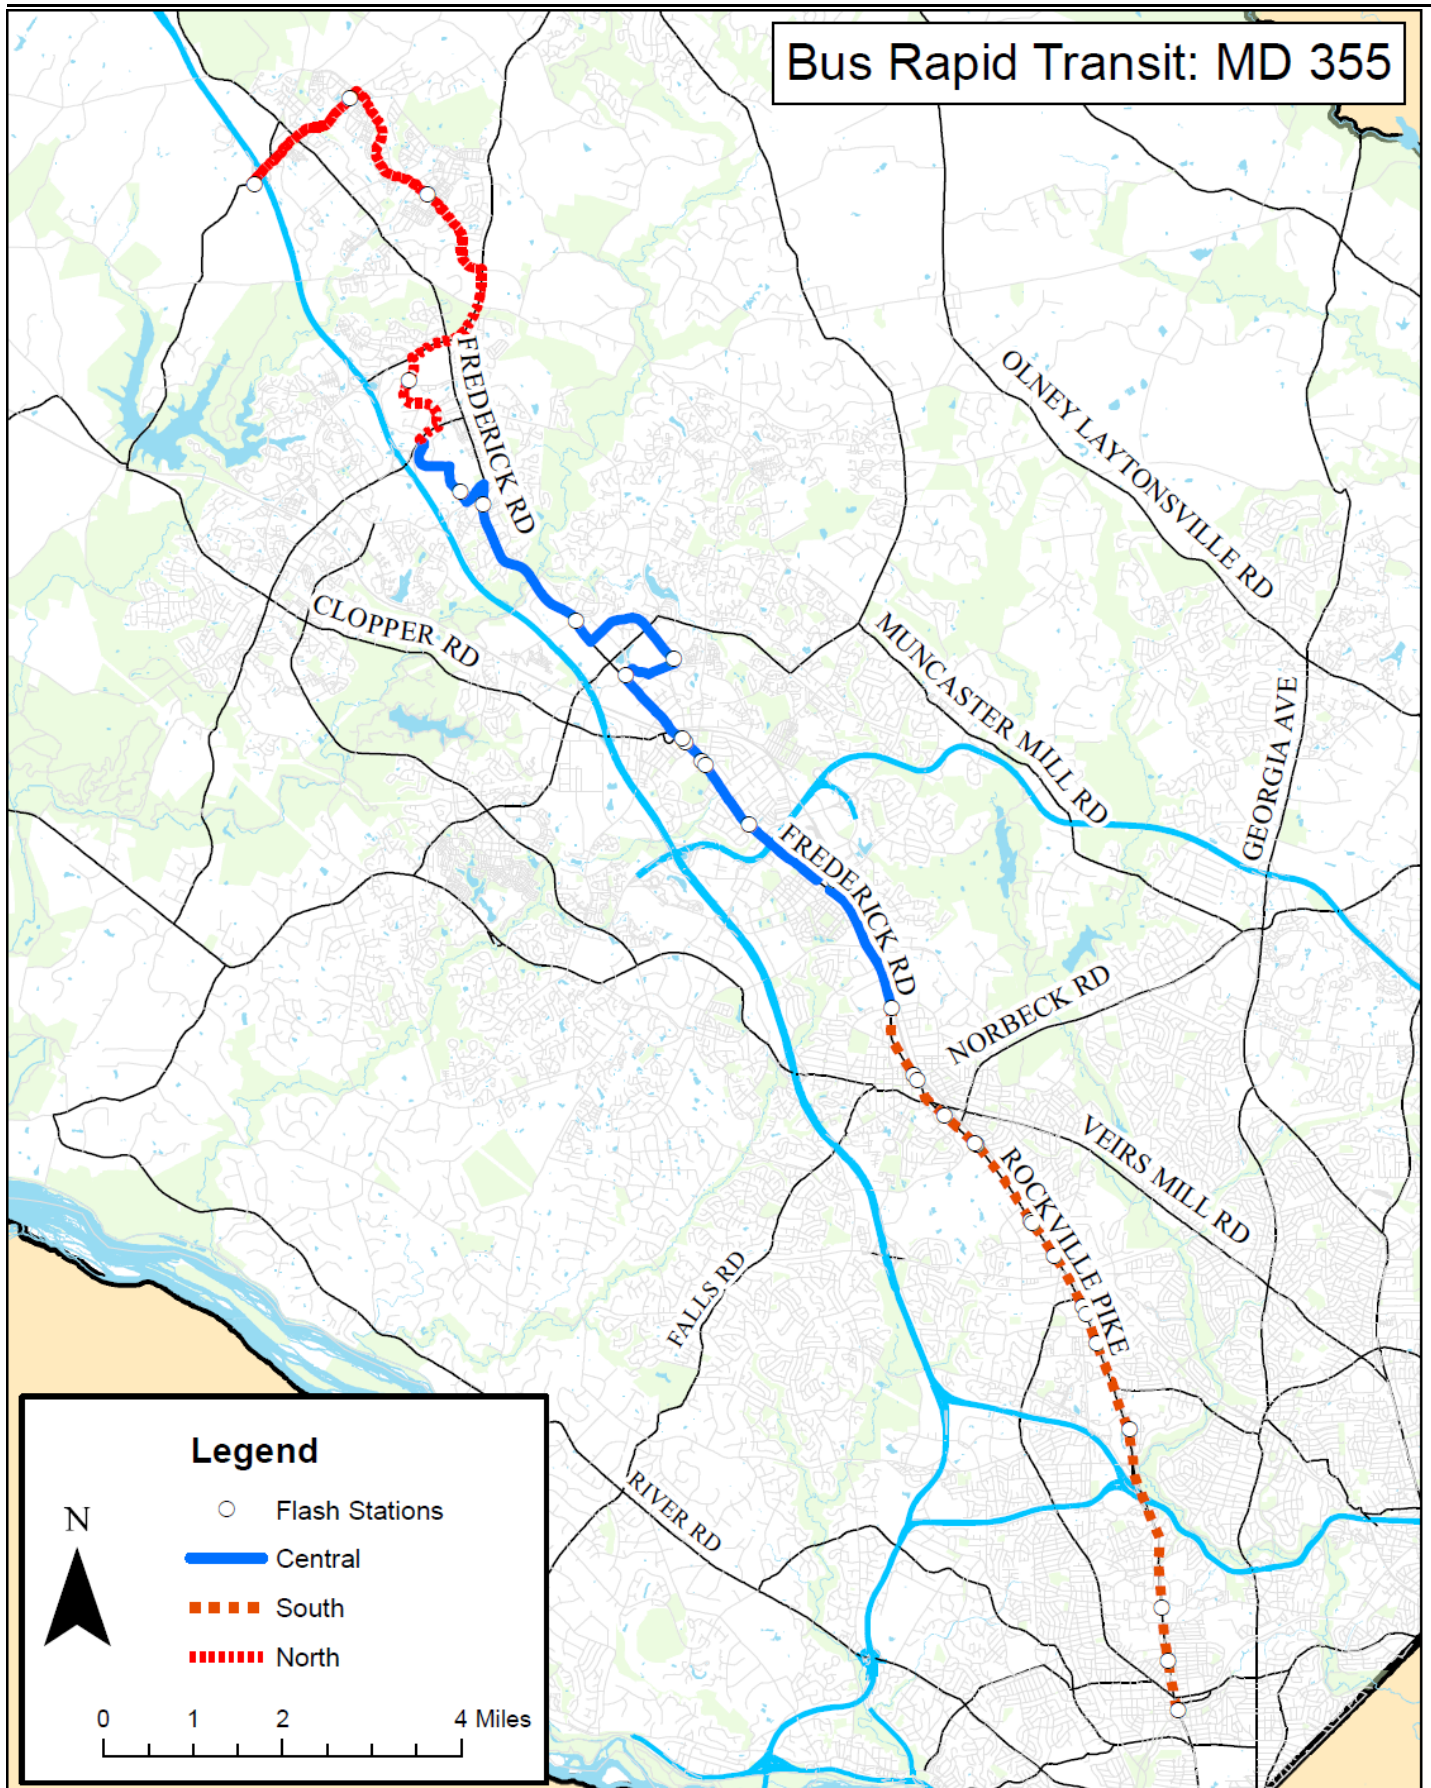 Bus Rapid Transit: MD 355
FREDERICK RD
OLNEY LAYTONSVILLE RD
CLOPPER RD
MUNCASTER MILL RD
GEORGIA AVE
FREDERICK RD
NORBECK RD
VEIRS MILL RD
ROCKVILLE PIKE
FALLS RD
RIVER RD
Legend
N
Flash Stations
Central
South
North
0 1 2 4 Miles